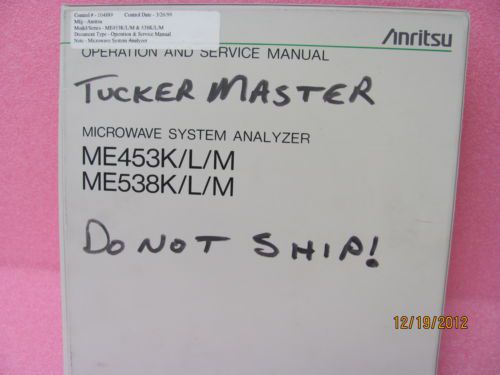 Control # - 104889 Control Date - 3/26/99
Mfg - Anritsu
Model/Series - ME453K/L/M & 538K/L/M
Document Type - Operation & Service Manual
Note - Microwave System Analyzer
Anritsu
OPERATION AND SERVICE MANUAL
TUCKER MASTER
MICROWAVE SYSTEM ANALYZER
ME453K/L/M
ME538K/L/M
DO NOT SHIP!
12/19/2012